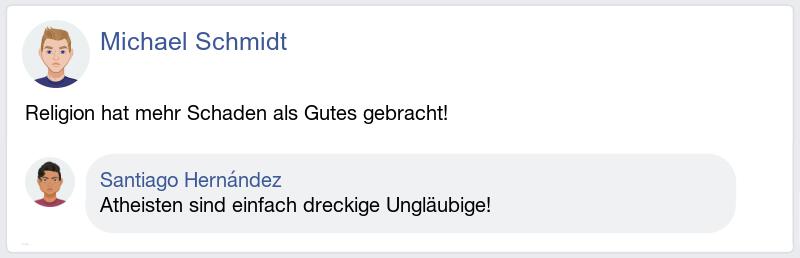 Michael Schmidt
Religion hat mehr Schaden als Gutes gebracht!
Santiago Hernández
Atheisten sind einfach dreckige Ungläubige!